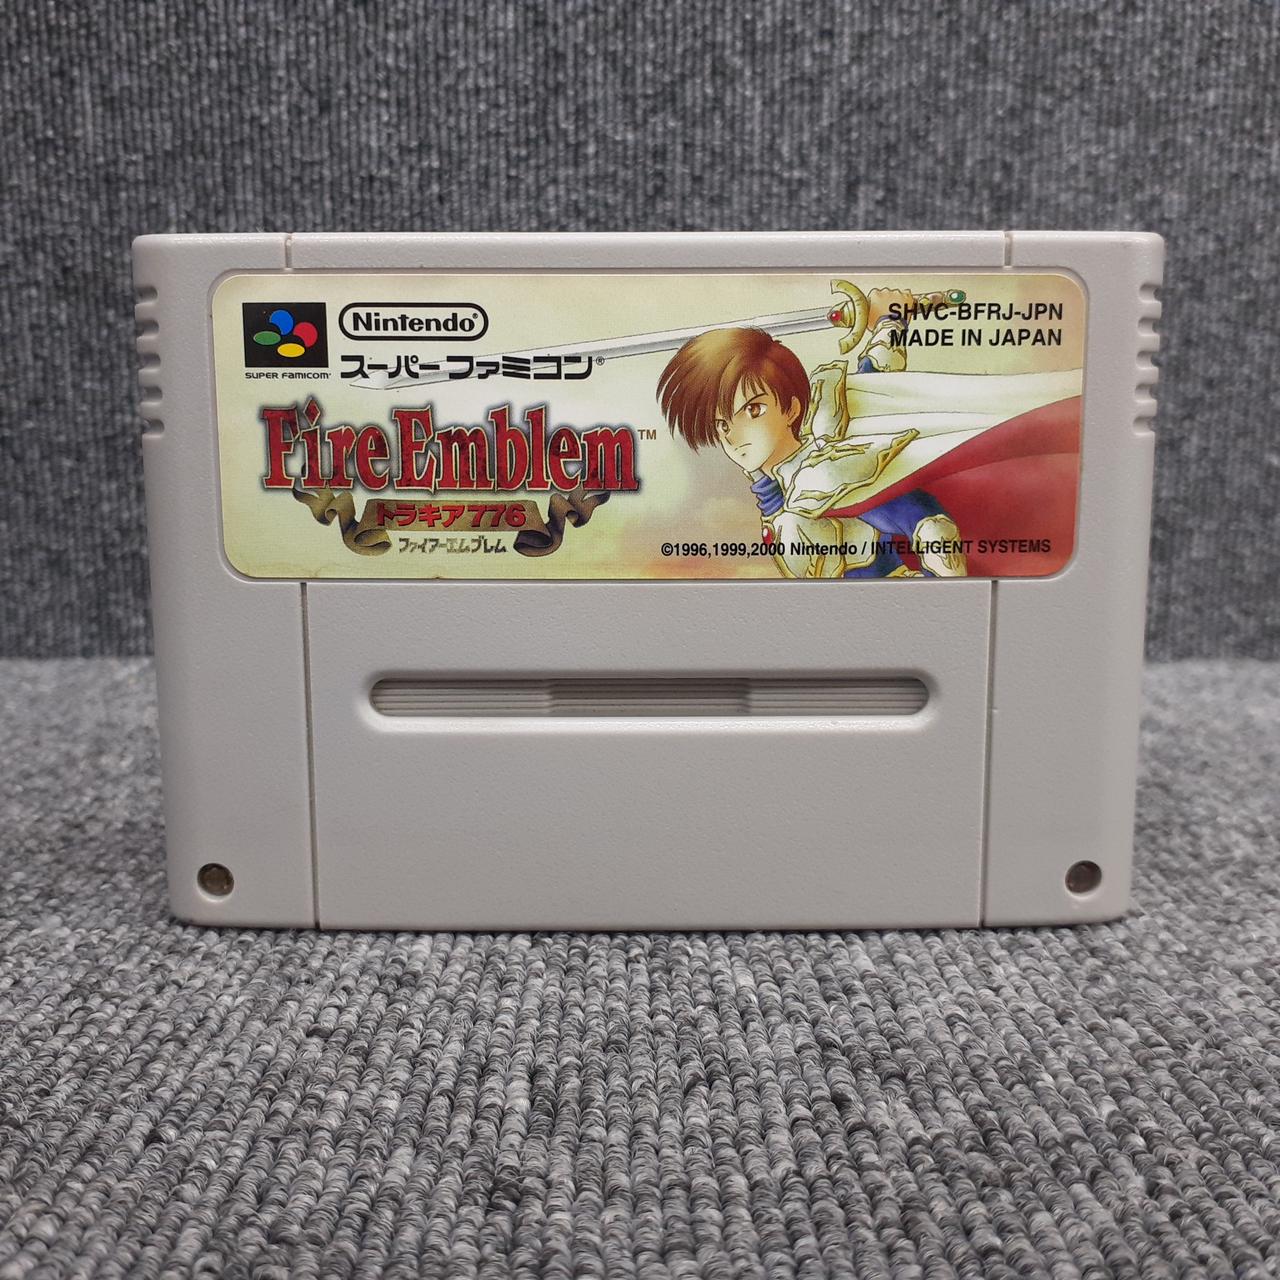 Nintendo®
SUPER FAMICOM™
スーパーファミコン®
SHVC-BFRJ-JPN
MADE IN JAPAN
Fire Emblem™
トラキア776
ファイアーエムブレム
©1996,1999,2000 Nintendo / INTELLIGENT SYSTEMS